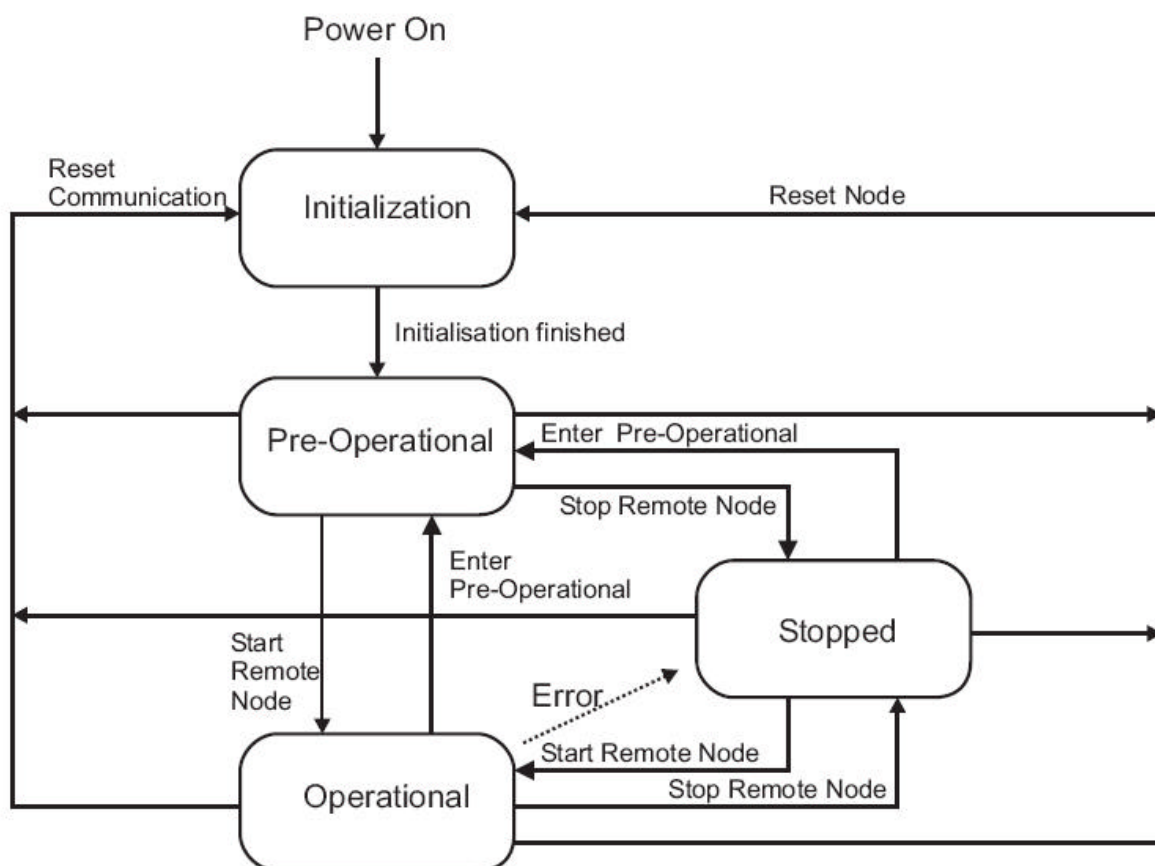 Power On
Reset
Communication
Initialization
Reset Node
Initialisation finished
Pre-Operational
Enter Pre-Operational
Stop Remote Node
Enter
Pre-Operational
Stopped
Start
Remote
Node
Error
Start Remote Node
Operational
Stop Remote Node